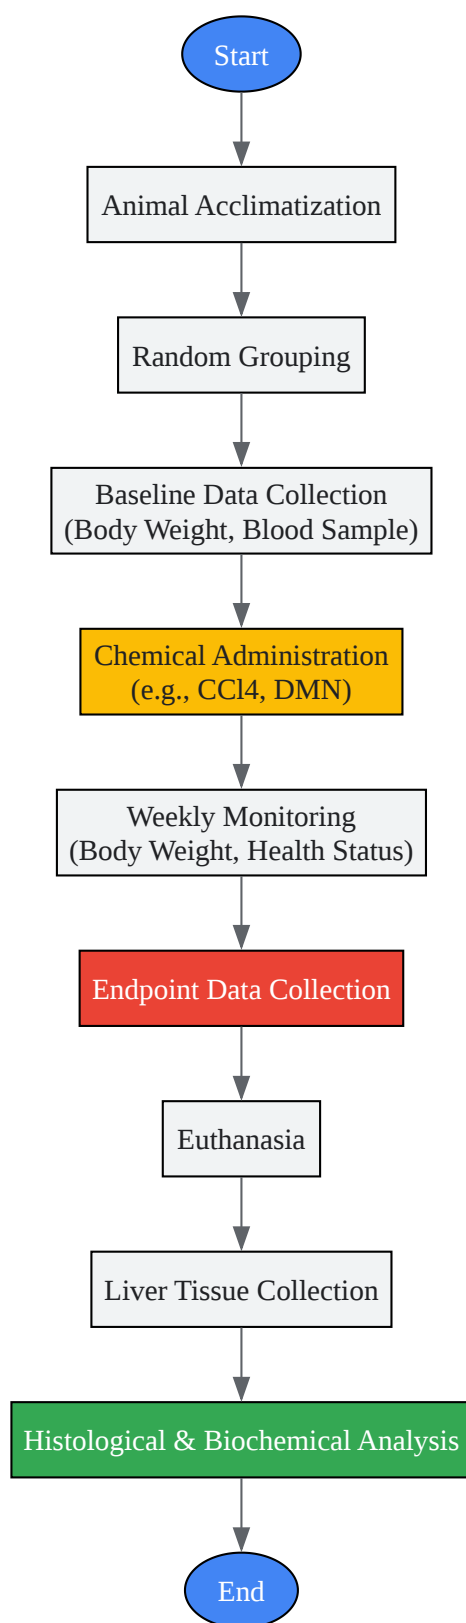 Start
Animal Acclimatization
Random Grouping
Baseline Data Collection
(Body Weight, Blood Sample)
Chemical Administration
(e.g., CCl4, DMN)
Weekly Monitoring
(Body Weight, Health Status)
Endpoint Data Collection
Euthanasia
Liver Tissue Collection
Histological & Biochemical Analysis
End